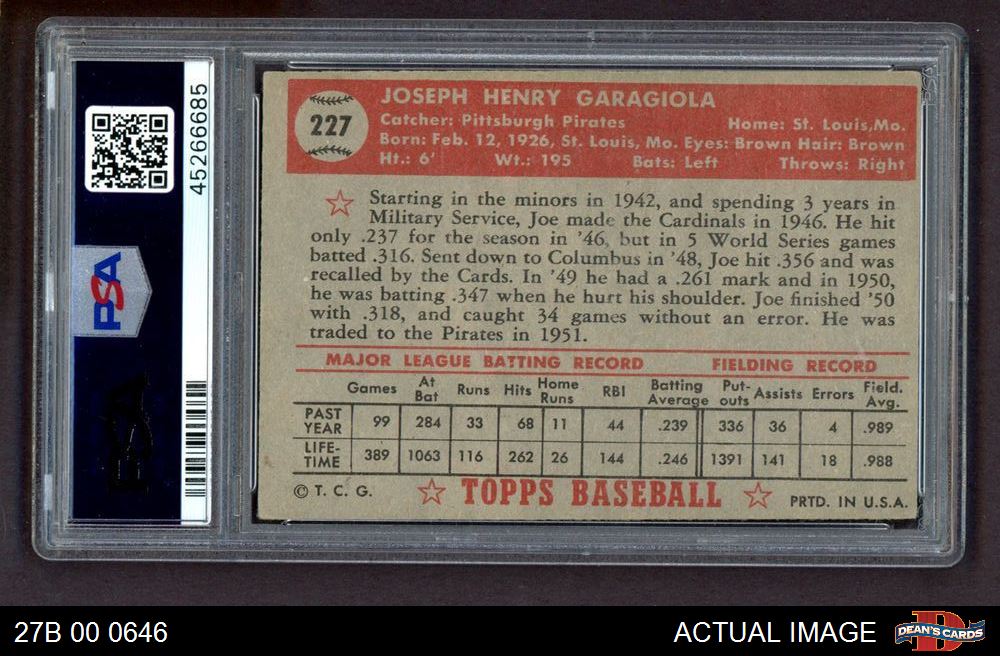 45266685
PSA
227
JOSEPH HENRY GARAGIOLA
Catcher: Pittsburgh Pirates Home: St. Louis, Mo.
Born: Feb. 12, 1926, St. Louis, Mo. Eyes: Brown Hair: Brown
Ht.: 6' Wt.: 195 Bats: Left Throws: Right
Starting in the minors in 1942, and spending 3 years in
Military Service, Joe made the Cardinals in 1946. He hit
only .237 for the season in '46, but in 5 World Series games
batted .316. Sent down to Columbus in '48, Joe hit .356 and was
recalled by the Cards. In '49 he had a .261 mark and in 1950,
he was batting .347 when he hurt his shoulder. Joe finished '50
with .318, and caught 34 games without an error. He was
traded to the Pirates in 1951.
MAJOR LEAGUE BATTING RECORD FIELDING RECORD
Games At Bat Runs Hits Home Runs RBI Batting Average Put-outs Assists Errors Field. Avg.
PAST YEAR 99 284 33 68 11 44 .239 336 36 4 .989
LIFE-TIME 389 1063 116 262 26 144 .246 1391 141 18 .988
© T. C. G. TOPPS BASEBALL PRTD. IN U.S.A.
27B 00 0646 ACTUAL IMAGE DEAN'S CARDS